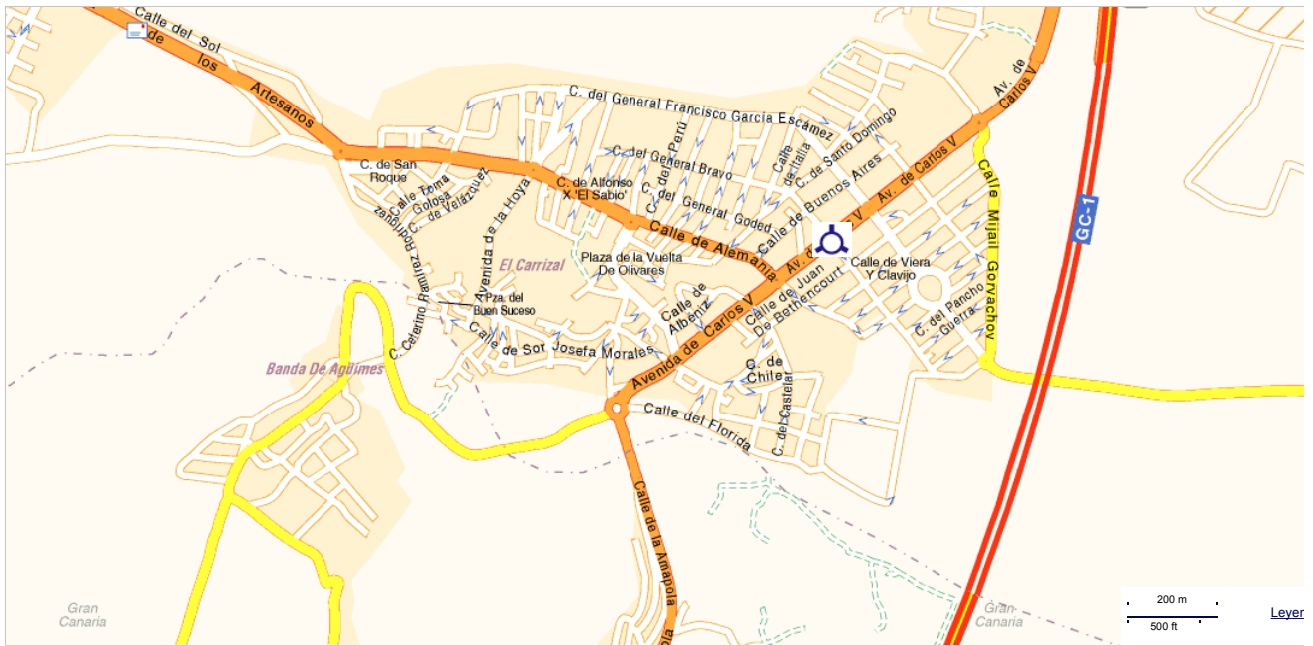 Calle del Sol
de los Artesanos
C. de San
Roque
Calle Toma
Golosa
C. de Velázquez
C. Celerino Ramírez Rodríguez
Avenida de la Hoya
C. del General Francisco García Escámez
C. del General Bravo
C. del Perú
C. de Alfonso
X 'El Sabio'
C. del General Goded
Calle
de Italia
C. de Santo Domingo
Calle de Buenos Aires
Av. de Carlos V
Av. de
Carlos V
Calle de Alemania
Av. de V
Calle Mijail Gorvachov
GC-1
El Carrizal
Plaza de la Vuelta
De Olivares
Calle de Viera
Y Clavijo
Pza. del
Buen Suceso
Calle de
Albéniz
Calle de Juan
De Bethencourt
C. del Pancho
Guerra
Calle de Sor Josefa Morales
Avenida de Carlos V
C. de
Chile
C. del Castelar
Banda De Agüimes
Calle del Florida
Calle de la Amapola
Gran
Canaria
Gran
Canaria
200 m
500 ft
Leyer